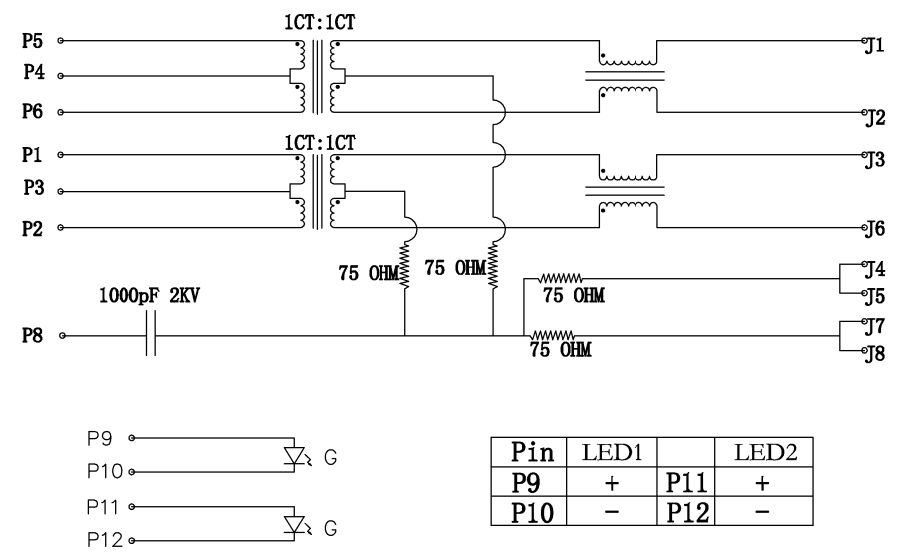 1CT:1CT
P5
J1
P4
P6
J2
1CT:1CT
P1
J3
P3
P2
J6
75 OHM
75 OHM
J4
1000pF 2KV
75 OHM
J5
P8
J7
75 OHM
J8
P9
G
P10
P11
G
P12
Pin LED1 LED2
P9 + P11 +
P10 − P12 −